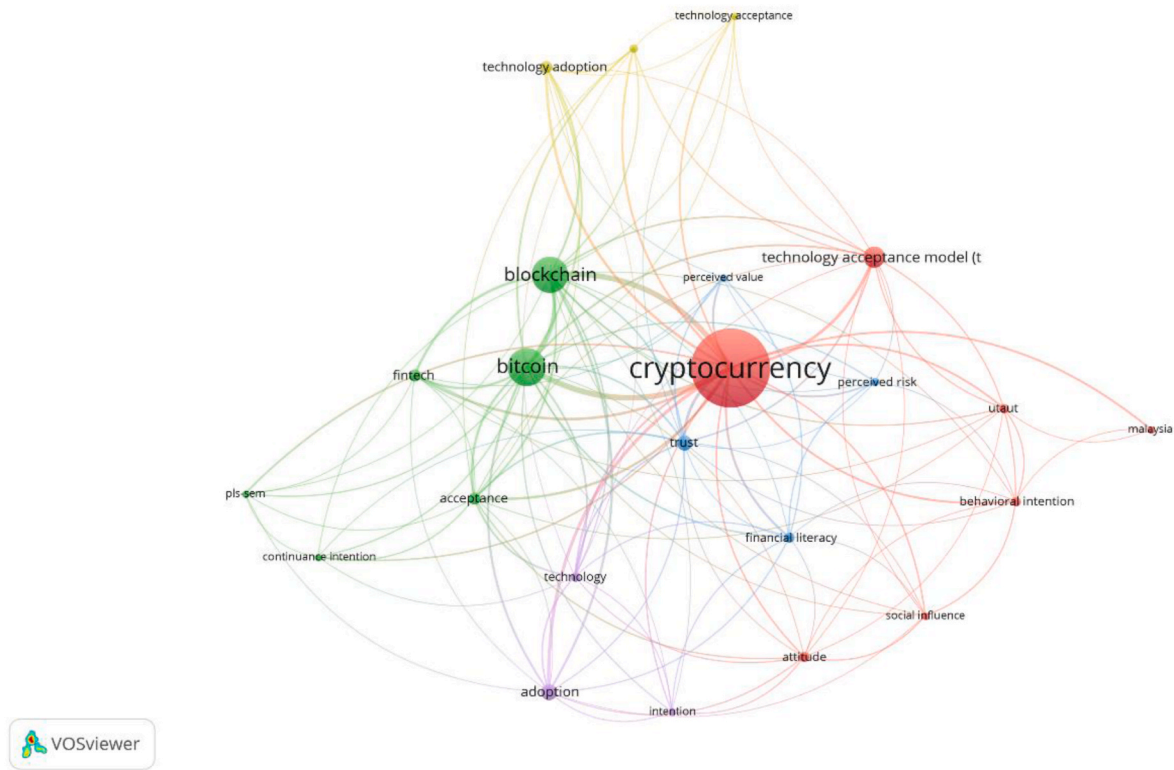 technology acceptance
technology adoption
technology acceptance model (t
blockchain
perceived value
bitcoin
cryptocurrency
fintech
perceived risk
utaut
malaysia
trust
pls-sem
acceptance
behavioral intention
continuance intention
financial literacy
technology
social influence
attitude
adoption
intention
VOSviewer